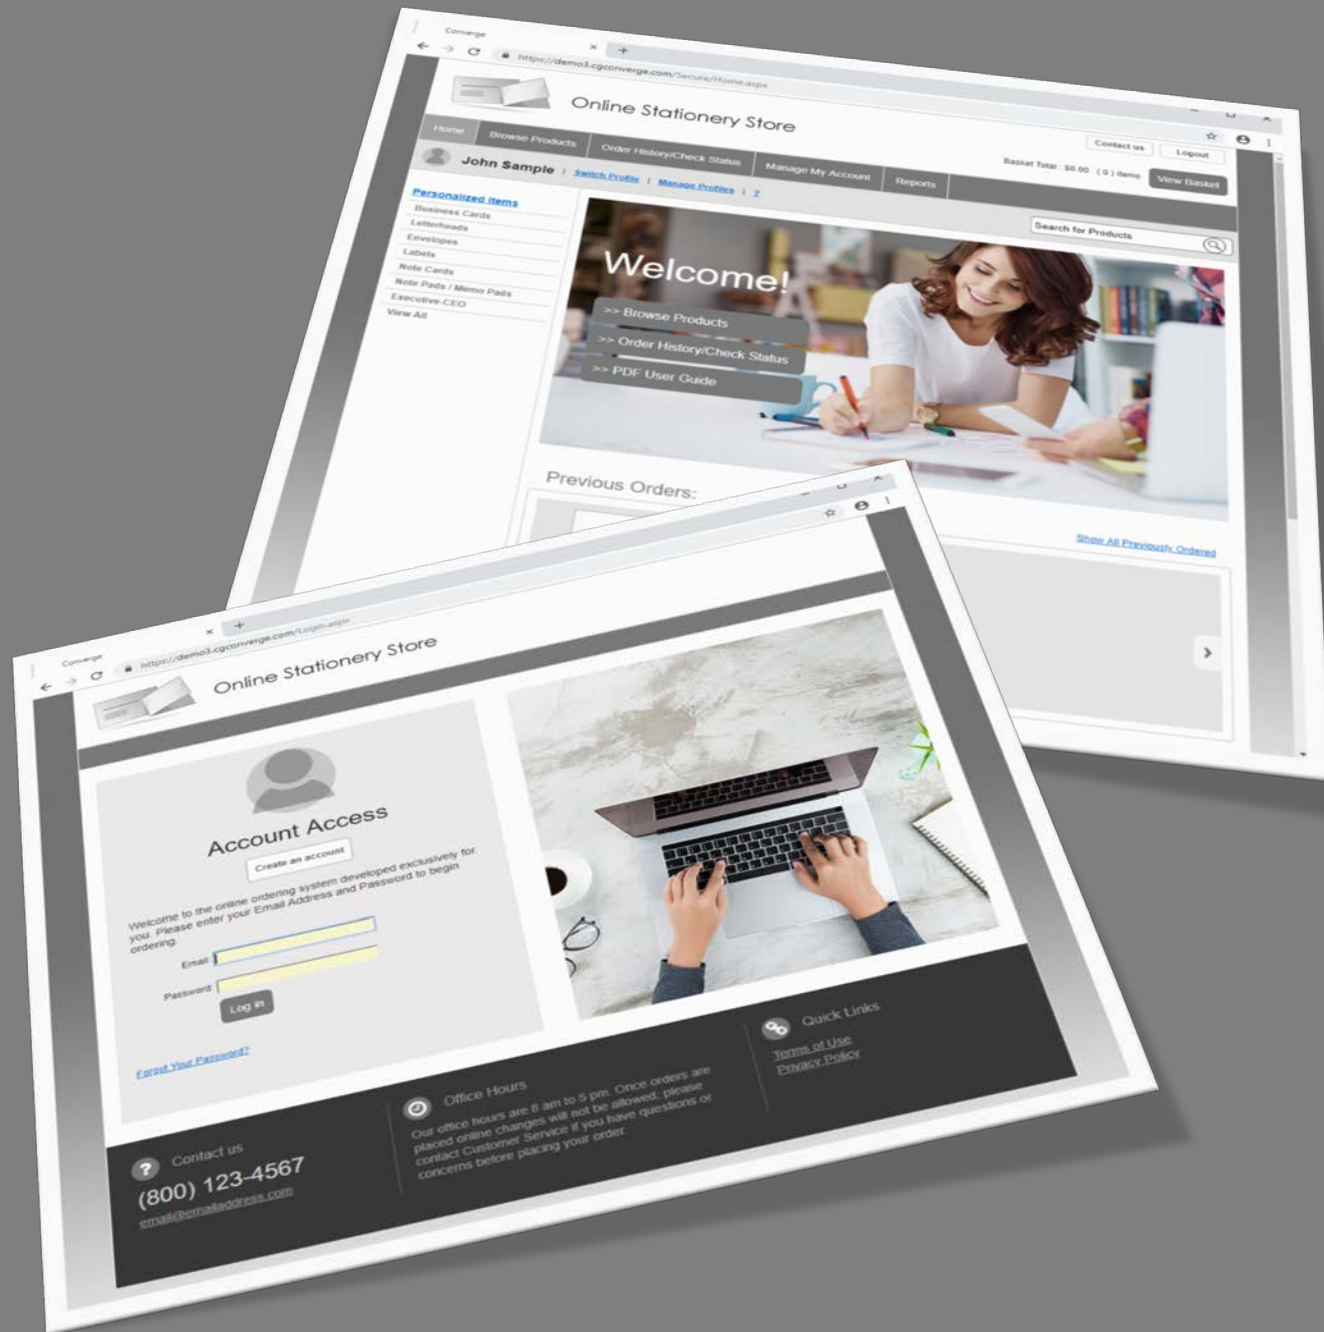 Converge
https://demo3.cgconverge.com/Secure/Home.aspx
Online Stationery Store
Contact us
Logout
Home
Browse Products
Order History/Check Status
Manage My Account
Reports
Basket Total : $0.00 ( 0 ) Items
View Basket
John Sample | Switch Profile | Manage Profiles | ?
Search for Products
Personalized Items
Business Cards
Letterheads
Envelopes
Labels
Note Cards
Note Pads / Memo Pads
Executive-CEO
View All
Welcome!
>> Browse Products
>> Order History/Check Status
>> PDF User Guide
Previous Orders:
Show All Previously Ordered
Converge
https://demo3.cgconverge.com/Login.aspx
Online Stationery Store
Account Access
Create an account
Welcome to the online ordering system developed exclusively for
you. Please enter your Email Address and Password to begin
ordering.
Email:
Password:
Log in
Forgot Your Password?
Contact us
(800) 123-4567
email@emailaddress.com
Office Hours
Our office hours are 8 am to 5 pm. Once orders are
placed online changes will not be allowed, please
contact Customer Service if you have questions or
concerns before placing your order.
Quick Links
Terms of Use
Privacy Policy